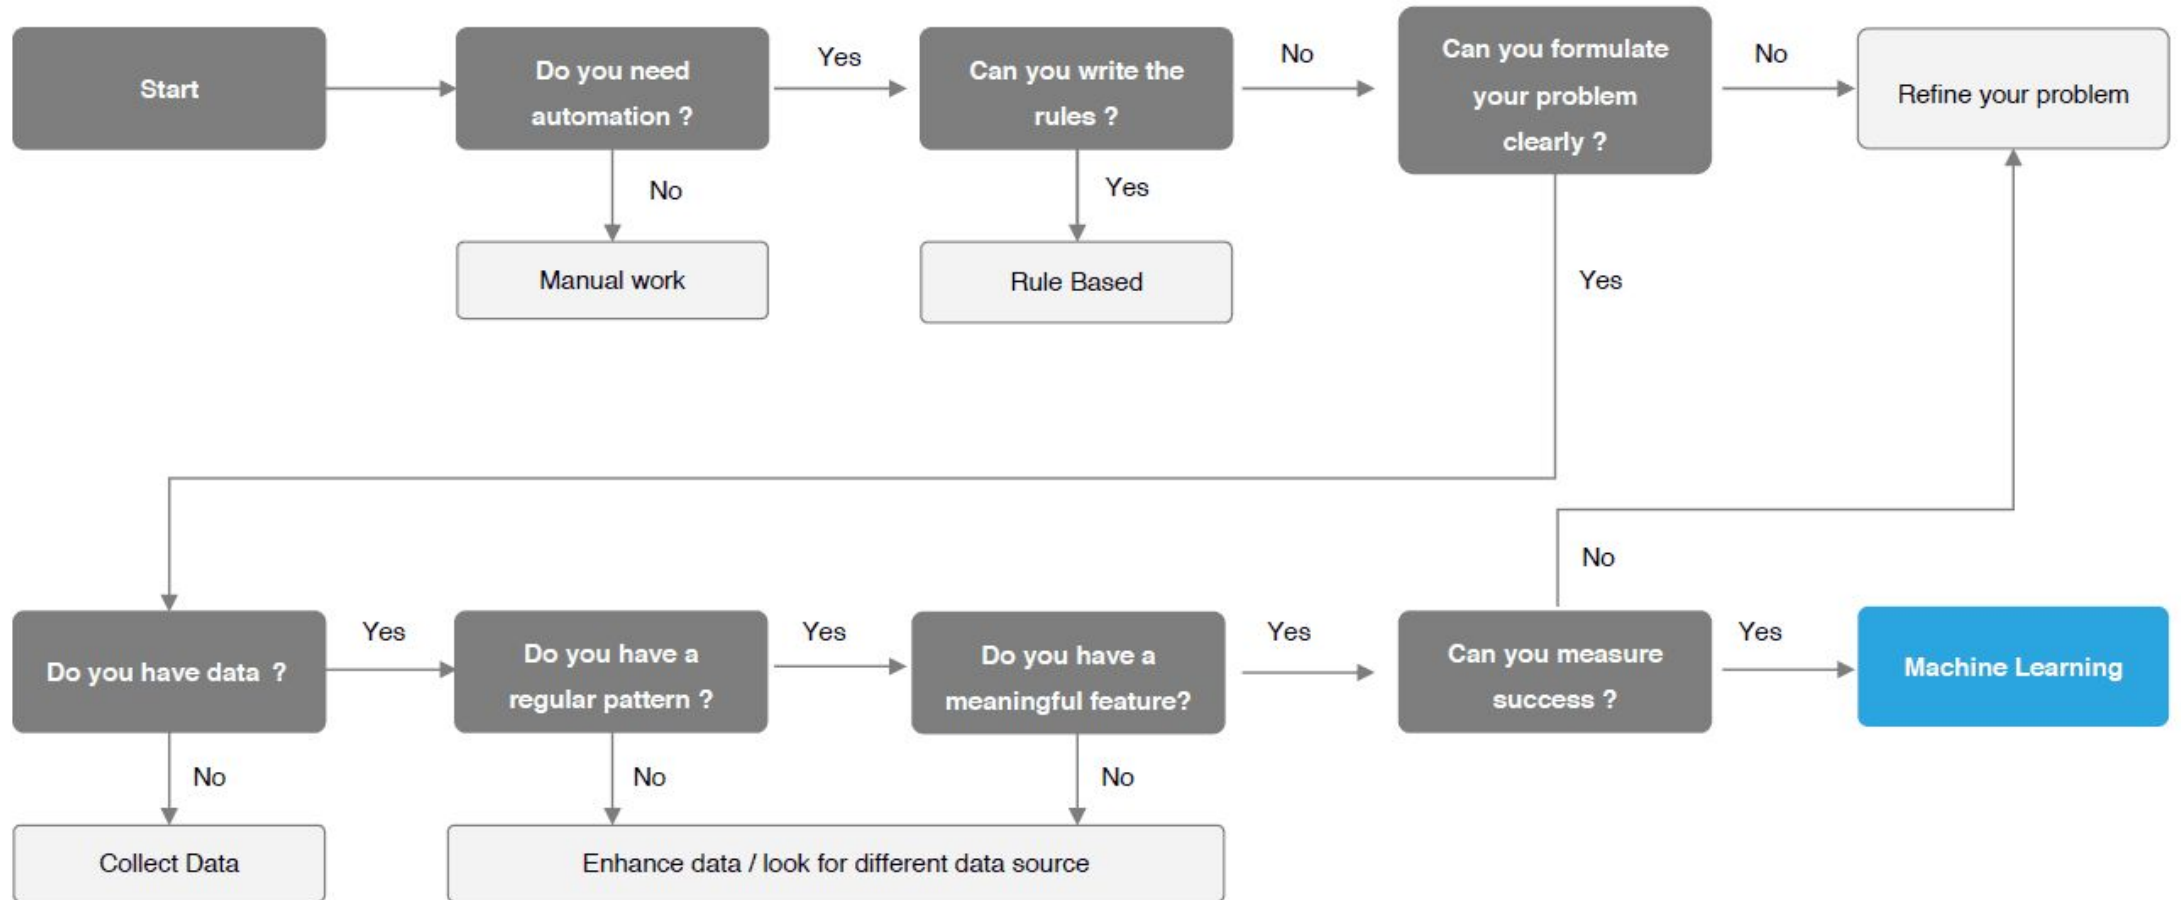 Start
Do you need
automation ?
Yes
Can you write the
rules ?
No
Can you formulate
your problem
clearly ?
No
Refine your problem
No
Manual work
Yes
Rule Based
Yes
No
Do you have data ?
Yes
Do you have a
regular pattern ?
Yes
Do you have a
meaningful feature?
Yes
Can you measure
success ?
Yes
Machine Learning
No
Collect Data
No
No
Enhance data / look for different data source